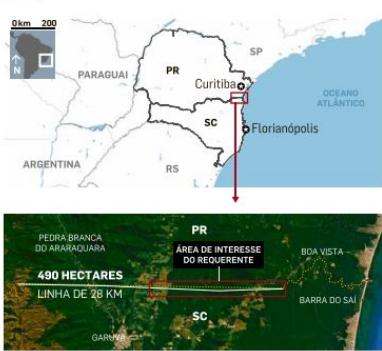 0km 200
N
SP
PARAGUAI
PR
Curitiba
OCEANO
ATLÂNTICO
SC
Florianópolis
ARGENTINA
RS
PR
PEDRA BRANCA
DO ARARAQUARA
ÁREA DE INTERESSE
DO REQUERENTE
BOA VISTA
490 HECTARES
LINHA DE 28 KM
BARRA DO SAÍ
SC
GARUVA